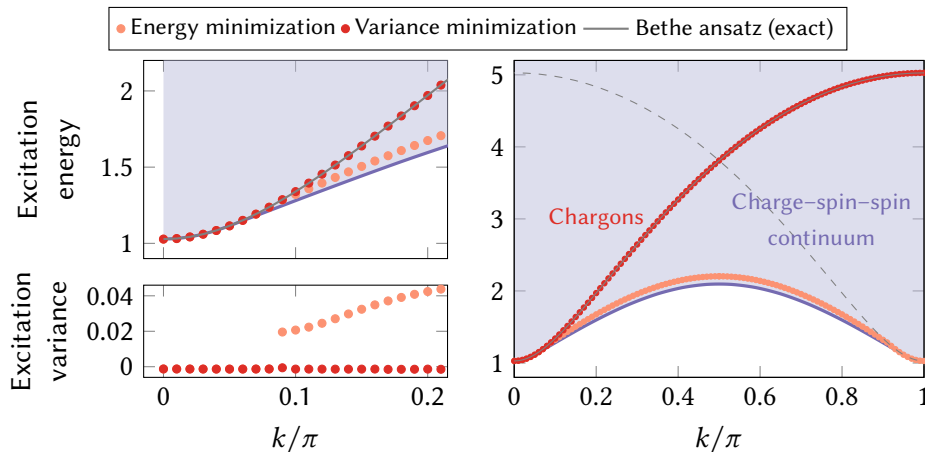 Energy minimization Variance minimization Bethe ansatz (exact)
Excitation
energy
2
1.5
1
Excitation
variance
0.04
0.02
0
0 0.1 0.2
k/π
5
4
3
2
1
Chargons
Charge–spin–spin
continuum
0 0.2 0.4 0.6 0.8 1
k/π